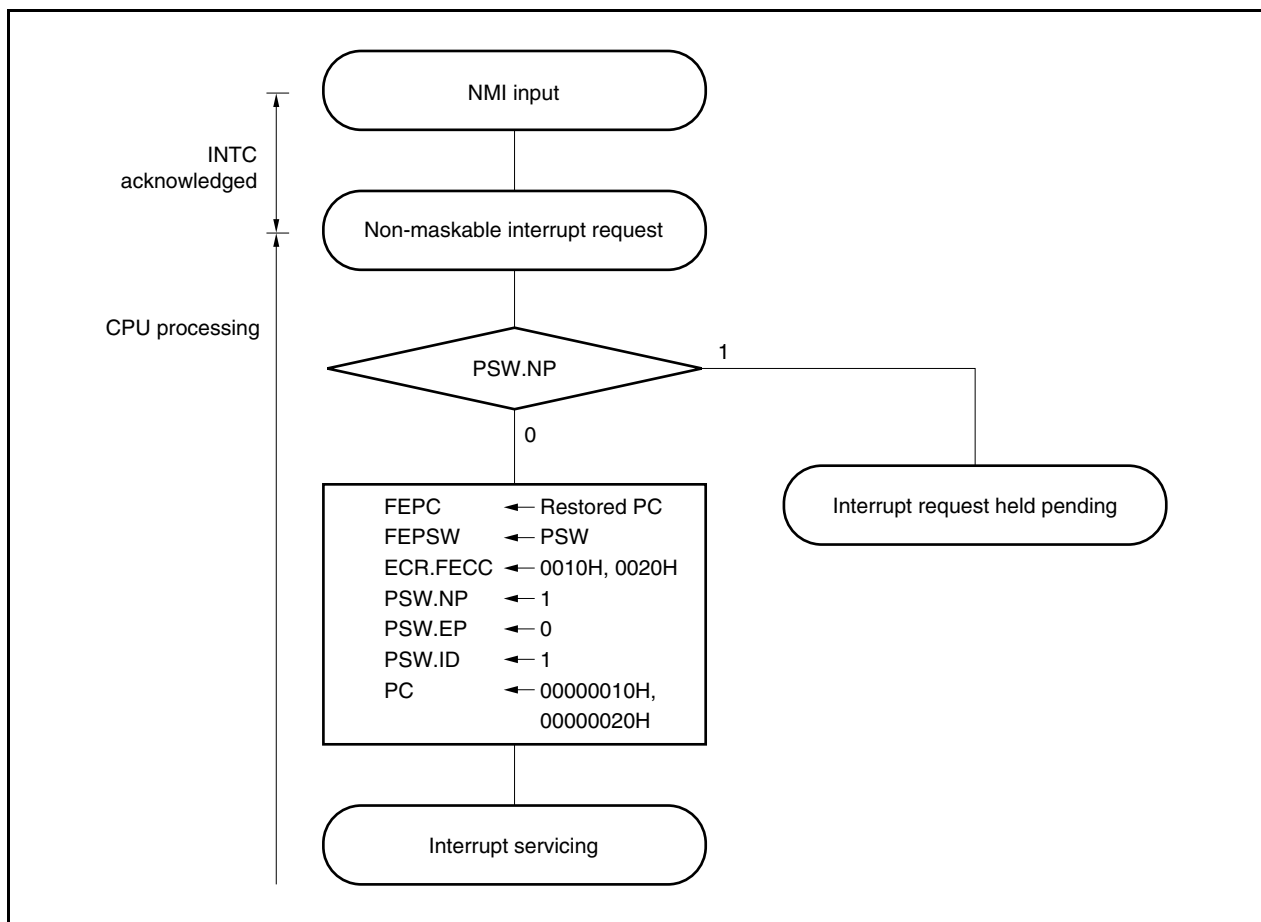 NMI input
INTC
acknowledged
Non-maskable interrupt request
CPU processing
PSW.NP
1
0
FEPC ← Restored PC
FEPSW ← PSW
ECR.FECC ← 0010H, 0020H
PSW.NP ← 1
PSW.EP ← 0
PSW.ID ← 1
PC ← 00000010H,
00000020H
Interrupt request held pending
Interrupt servicing